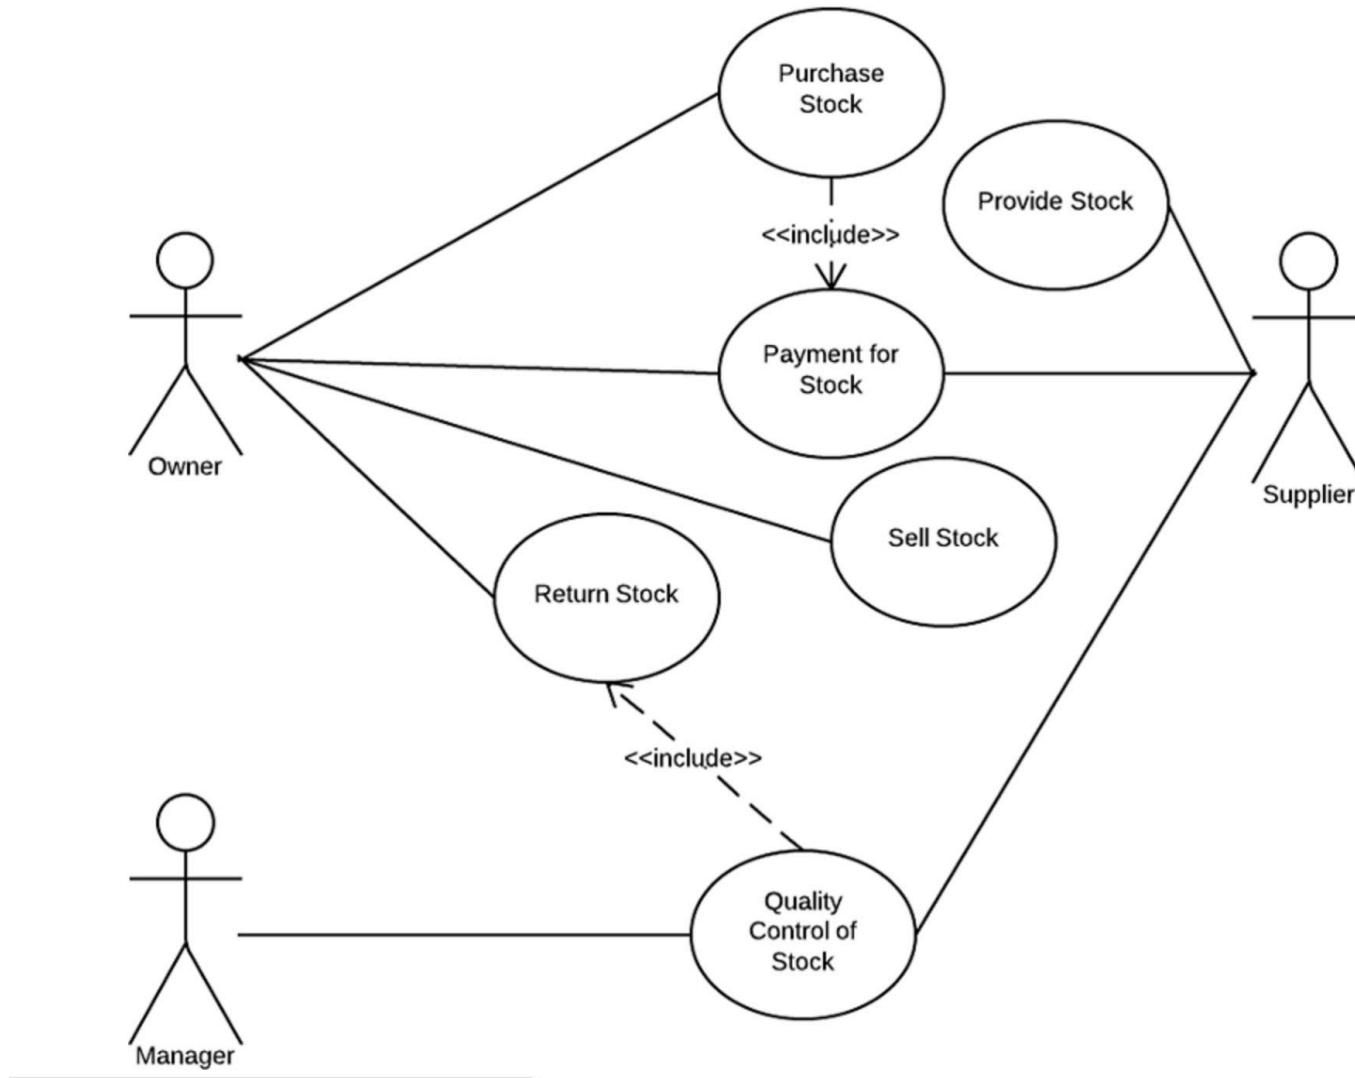 Purchase
Stock
Provide Stock
<<include>>
Payment for
Stock
Owner
Supplier
Sell Stock
Return Stock
<<include>>
Quality
Control of
Stock
Manager